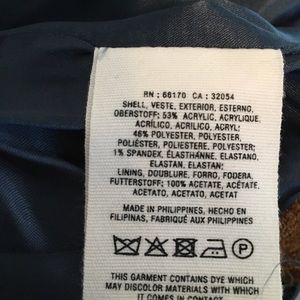 RN : 66170 CA : 32054
SHELL, VESTE, EXTERIOR, ESTERNO,
OBERSTOFF; 53% ACRYLIC, ACRYLIQUE,
ACRÍLICO, ACRILICO, ACRYL;
46% POLYESTER, POLYESTER,
POLIÉSTER, POLIESTERE, POLYESTER;
1% SPANDEX, ÉLASTHÁNNE, ELASTANO,
ELASTAN, ELASTAN;
LINING, DOUBLURE, FORRO, FODERA,
FUTTERSTOFF; 100% ACETATE, ACÉTATE,
ACETATO, ACETATO, ACETAT
MADE IN PHILIPPINES, HECHO EN
FILIPINAS, FABRIQUÉ AUX PHILIPPINES
P
THIS GARMENT CONTAINS DYE WHICH
MAY DISCOLOR OTHER MATERIALS WITH
WHICH IT COMES IN CONTACT